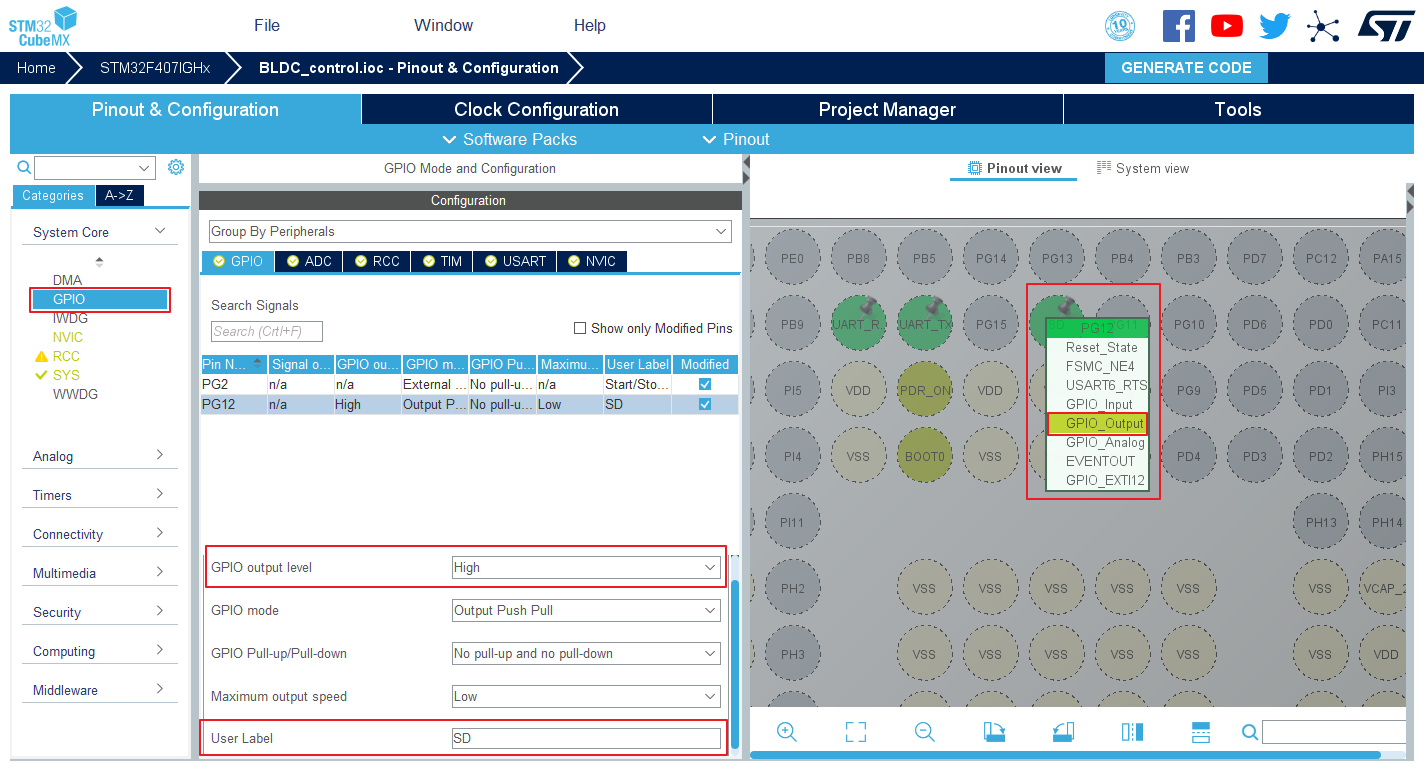 STM32
CubeMX
File
Window
Help
10
ST
Home
STM32F407IGHx
BLDC_control.ioc - Pinout & Configuration
GENERATE CODE
Pinout & Configuration
Clock Configuration
Project Manager
Tools
Software Packs
Pinout
Categories
A->Z
System Core
DMA
GPIO
IWDG
NVIC
RCC
SYS
WWDG
Analog
Timers
Connectivity
Multimedia
Security
Computing
Middleware
GPIO Mode and Configuration
Configuration
Group By Peripherals
GPIO
ADC
RCC
TIM
USART
NVIC
Search Signals
Search (Crtl+F)
Show only Modified Pins
Pin N... Signal o... GPIO ou... GPIO m... GPIO Pu... Maximu... User Label Modified
PG2 n/a n/a External ... No pull-u... n/a Start/Sto...
PG12 n/a High Output P... No pull-u... Low SD
GPIO output level High
GPIO mode Output Push Pull
GPIO Pull-up/Pull-down No pull-up and no pull-down
Maximum output speed Low
User Label SD
Pinout view
System view
PE0 PB8 PB5 PG14 PG13 PB4 PB3 PD7 PC12 PA15
PB9 UART_R... UART_TX PG15 SD PG11 PG10 PD6 PD0 PC11
PG12
Reset_State
FSMC_NE4
USART6_RTS
GPIO_Input
GPIO_Output
GPIO_Analog
EVENTOUT
GPIO_EXTI12
PI5 VDD PDR_ON VDD PG9 PD5 PD1 PI3
PI4 VSS BOOT0 VSS PD4 PD3 PD2 PH15
PI11 PH13 PH14
PH2 VSS VSS VSS VSS VSS VSS VCAP_2
PH3 VSS VSS VSS VSS VSS VSS VDD